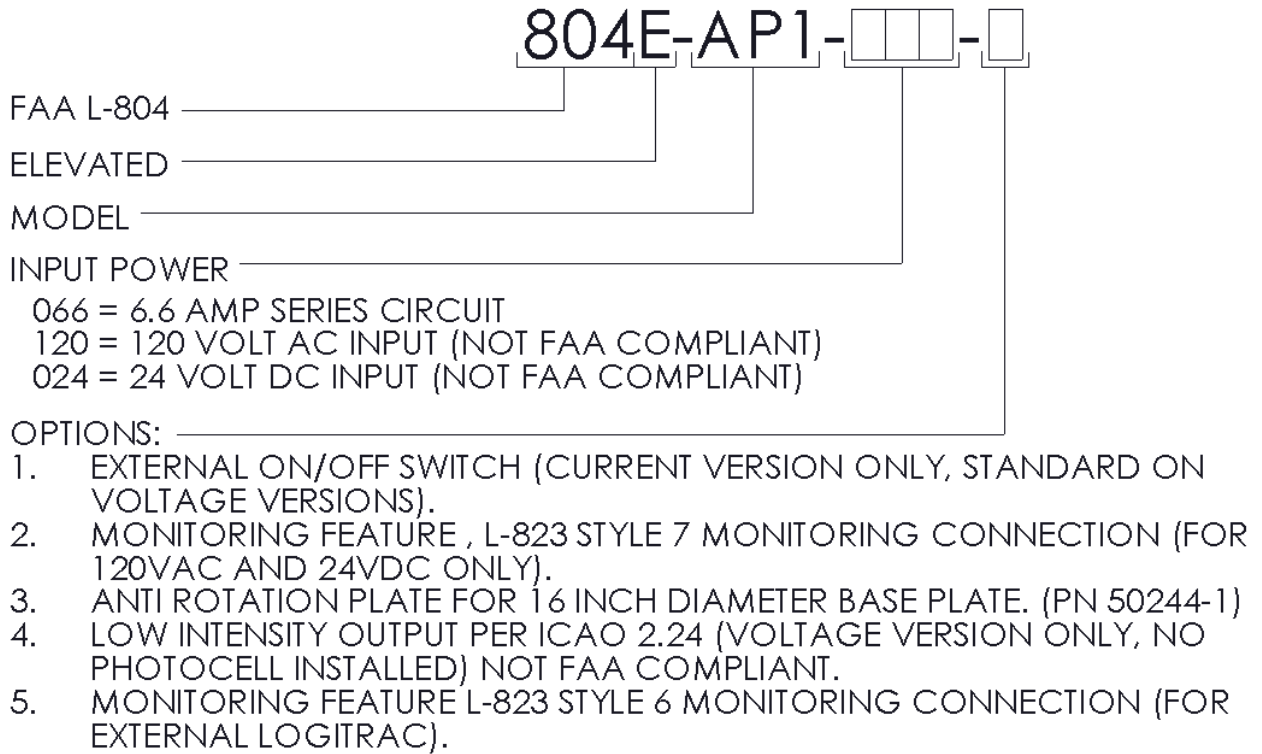 804E-AP1-□□□-□
FAA L-804
ELEVATED
MODEL
INPUT POWER
066 = 6.6 AMP SERIES CIRCUIT
120 = 120 VOLT AC INPUT (NOT FAA COMPLIANT)
024 = 24 VOLT DC INPUT (NOT FAA COMPLIANT)
OPTIONS:
1. EXTERNAL ON/OFF SWITCH (CURRENT VERSION ONLY, STANDARD ON
VOLTAGE VERSIONS).
2. MONITORING FEATURE , L-823 STYLE 7 MONITORING CONNECTION (FOR
120VAC AND 24VDC ONLY).
3. ANTI ROTATION PLATE FOR 16 INCH DIAMETER BASE PLATE. (PN 50244-1)
4. LOW INTENSITY OUTPUT PER ICAO 2.24 (VOLTAGE VERSION ONLY, NO
PHOTOCELL INSTALLED) NOT FAA COMPLIANT.
5. MONITORING FEATURE L-823 STYLE 6 MONITORING CONNECTION (FOR
EXTERNAL LOGITRAC).